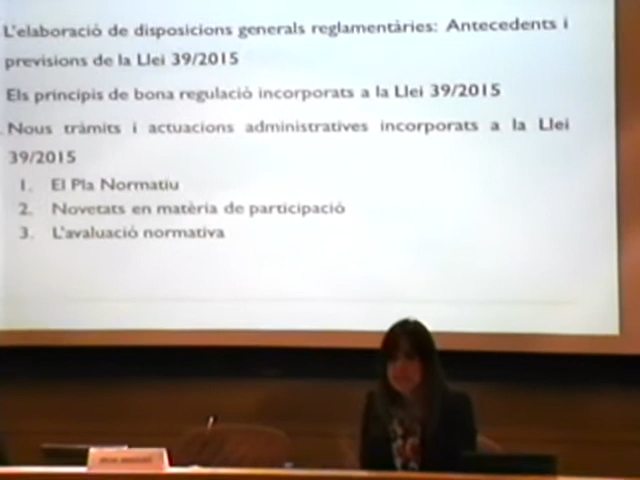 L'elaboració de disposicions generals reglamentàries: Antecedents i
previsions de la Llei 39/2015
Els principis de bona regulació incorporats a la Llei 39/2015
Nous tràmits i actuacions administratives incorporats a la Llei
39/2015
1. El Pla Normatiu
2. Novetats en matèria de participació
3. L'avaluació normativa